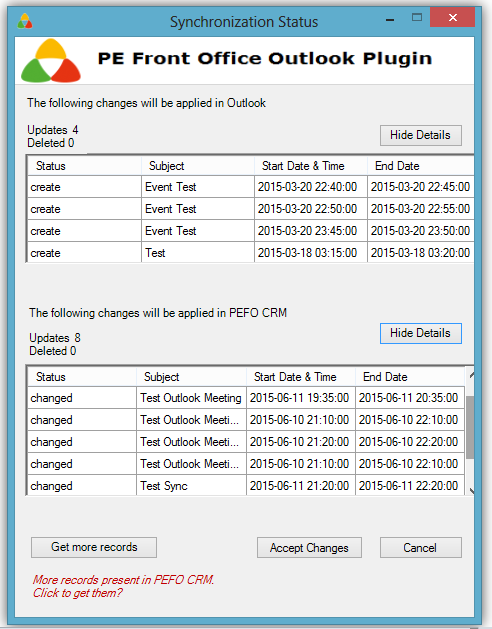 Synchronization Status
PE Front Office Outlook Plugin
The following changes will be applied in Outlook
Updates 4
Deleted 0
Hide Details
Status Subject Start Date & Time End Date
create Event Test 2015-03-20 22:40:00 2015-03-20 22:45:00
create Event Test 2015-03-20 22:50:00 2015-03-20 22:55:00
create Event Test 2015-03-20 23:45:00 2015-03-20 23:50:00
create Test 2015-03-18 03:15:00 2015-03-18 03:20:00
The following changes will be applied in PEFO CRM
Updates 8
Deleted 0
Hide Details
Status Subject Start Date & Time End Date
changed Test Outlook Meeting 2015-06-11 19:35:00 2015-06-11 20:35:00
changed Test Outlook Meeti... 2015-06-10 21:10:00 2015-06-10 22:10:00
changed Test Outlook Meeti... 2015-06-10 21:20:00 2015-06-10 22:20:00
changed Test Outlook Meeti... 2015-06-10 21:10:00 2015-06-10 22:10:00
changed Test Sync 2015-06-11 21:20:00 2015-06-11 22:20:00
Get more records Accept Changes Cancel
More records present in PEFO CRM.
Click to get them?